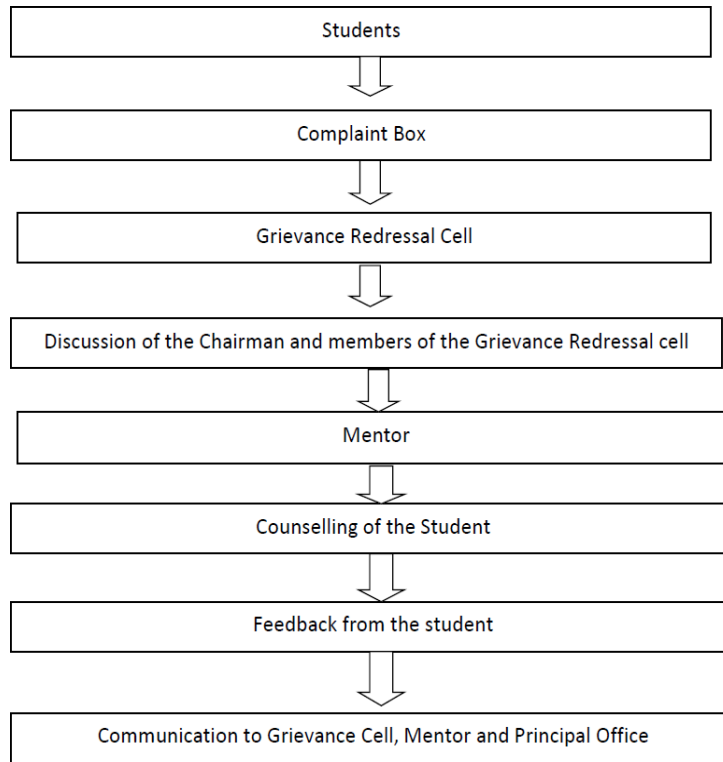 Students
Complaint Box
Grievance Redressal Cell
Discussion of the Chairman and members of the Grievance Redressal cell
Mentor
Counselling of the Student
Feedback from the student
Communication to Grievance Cell, Mentor and Principal Office